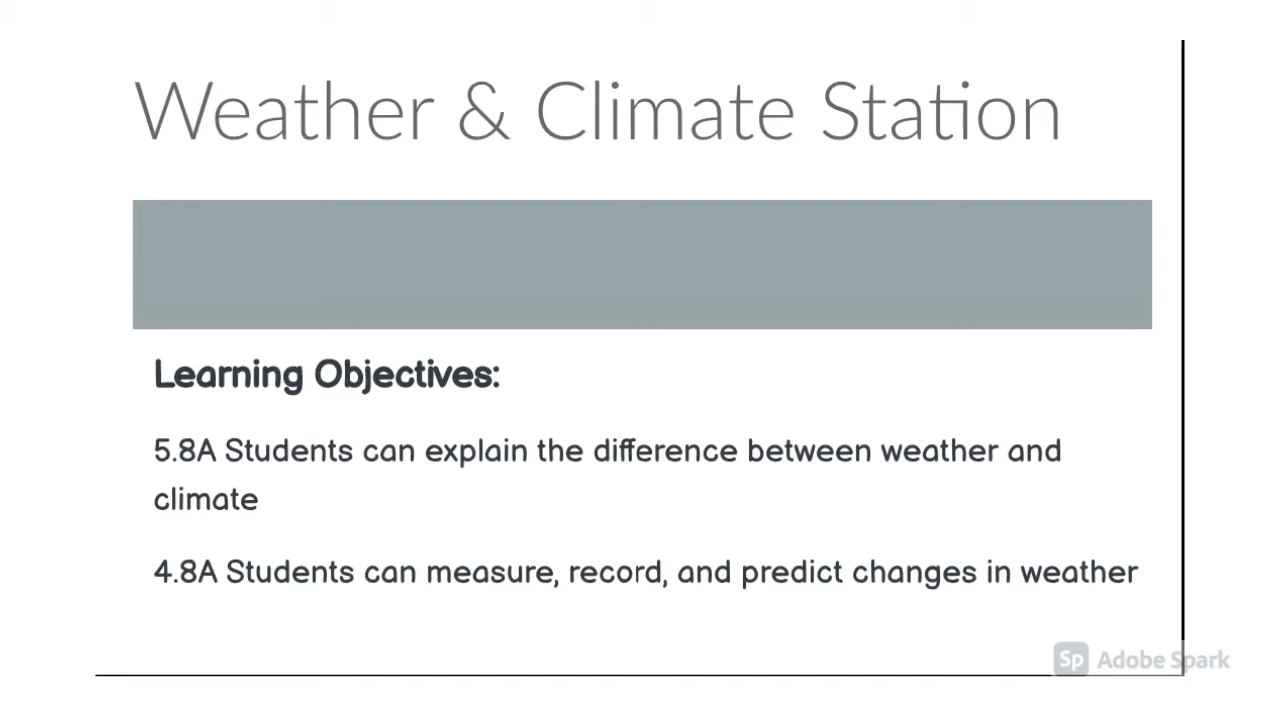 Weather & Climate Station
Learning Objectives:
5.8A Students can explain the difference between weather and
climate
4.8A Students can measure, record, and predict changes in weather
Sp Adobe Spark